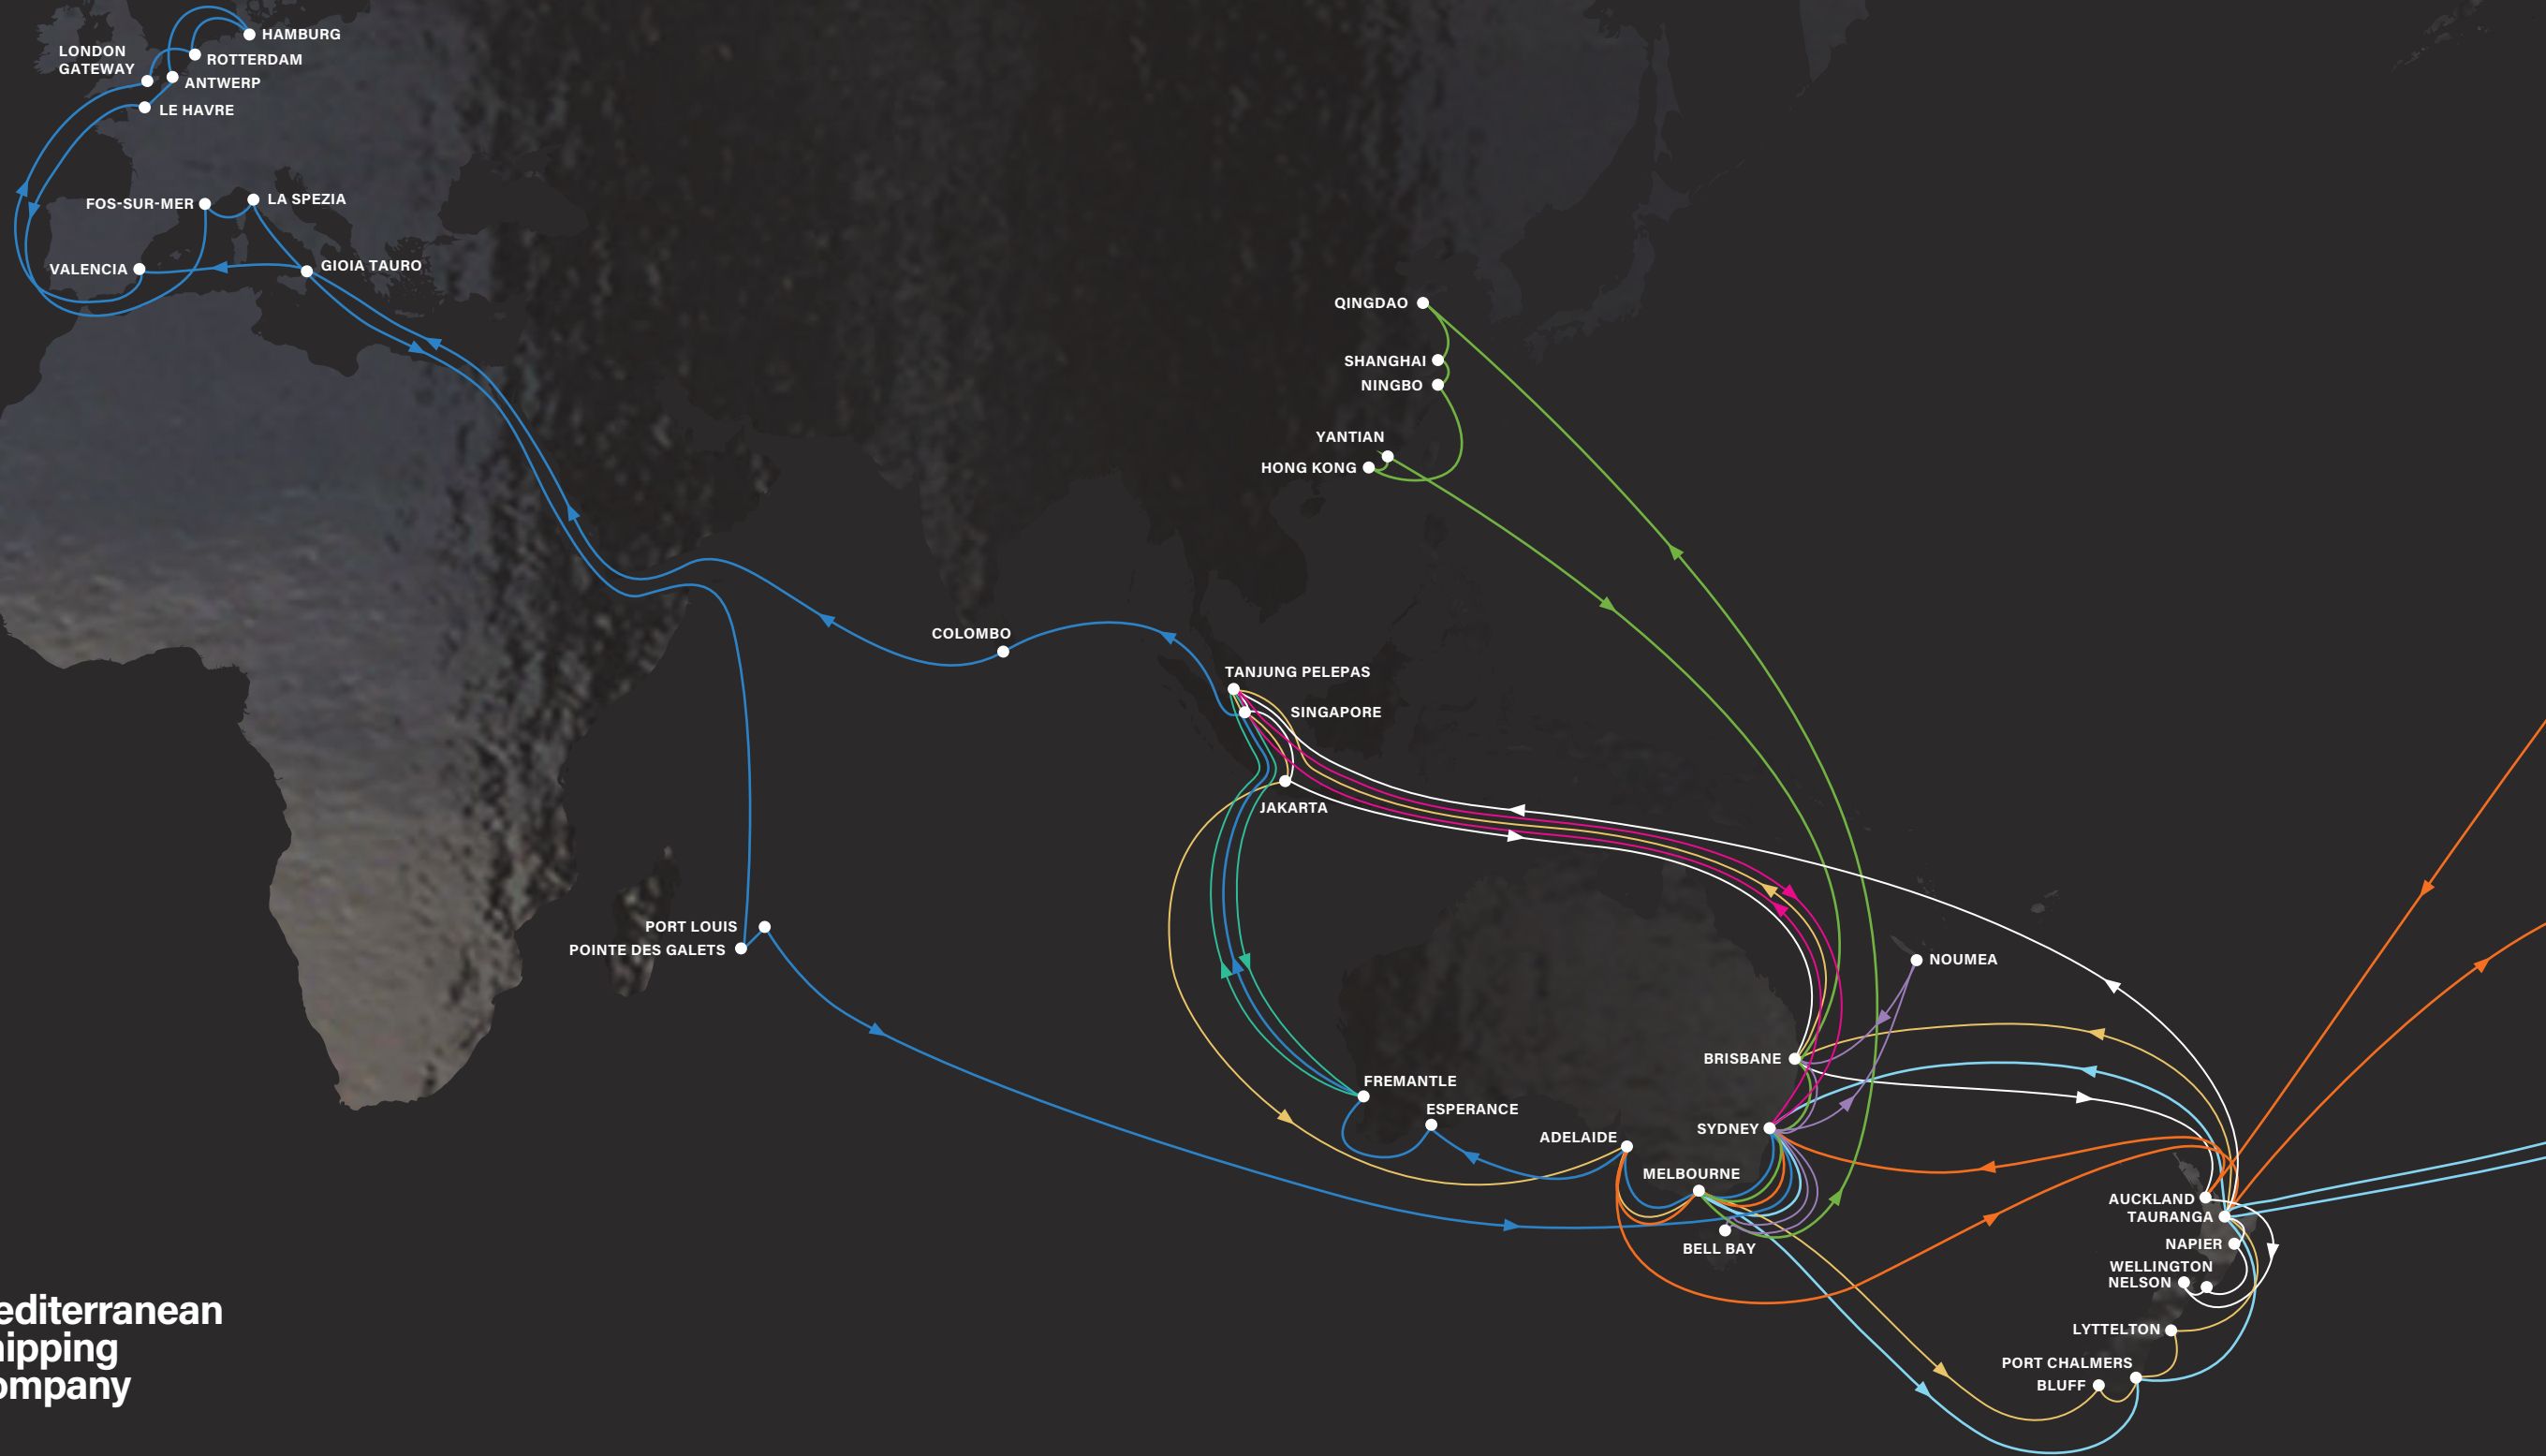 HAMBURG
LONDON
GATEWAY
ROTTERDAM
ANTWERP
LE HAVRE
FOS-SUR-MER
LA SPEZIA
VALENCIA
GIOIA TAURO
QINGDAO
SHANGHAI
NINGBO
YANTIAN
HONG KONG
COLOMBO
TANJUNG PELEPAS
SINGAPORE
JAKARTA
PORT LOUIS
POINTE DES GALETS
NOUMEA
BRISBANE
FREMANTLE
ESPERANCE
SYDNEY
ADELAIDE
MELBOURNE
BELL BAY
AUCKLAND
TAURANGA
NAPIER
WELLINGTON
NELSON
LYTTELTON
PORT CHALMERS
BLUFF
editerranean
hipping
ompany